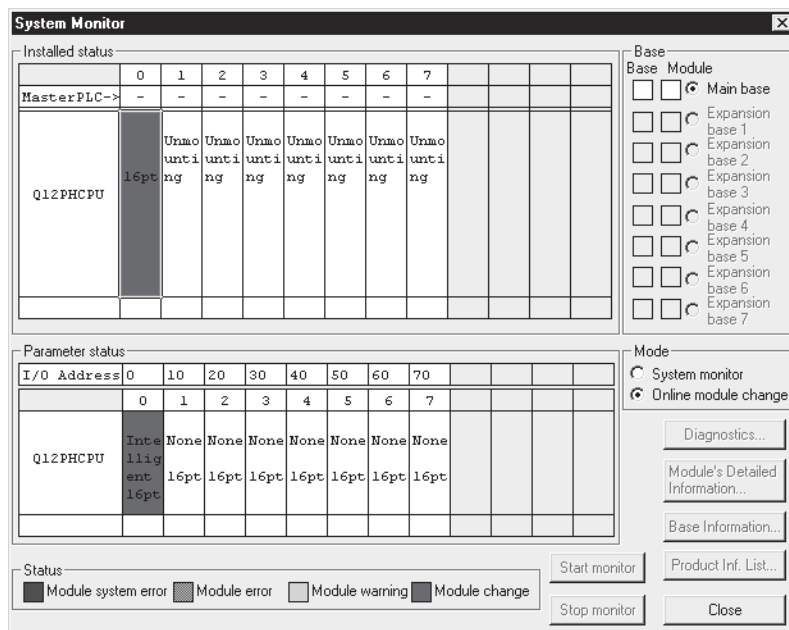 System Monitor
Installed status
0 1 2 3 4 5 6 7
MasterPLC-> - - - - - - - -
Q12PHCPU
16pt
Unmo Unmo Unmo Unmo Unmo Unmo Unmo
unti unti unti unti unti unti unti
ng ng ng ng ng ng ng
Base
Base Module
Main base
Expansion
base 1
Expansion
base 2
Expansion
base 3
Expansion
base 4
Expansion
base 5
Expansion
base 6
Expansion
base 7
Parameter status
I/O Address 0 10 20 30 40 50 60 70
0 1 2 3 4 5 6 7
Q12PHCPU
Inte
llig
ent
16pt
None None None None None None None
16pt 16pt 16pt 16pt 16pt 16pt 16pt
Mode
System monitor
Online module change
Diagnostics...
Module's Detailed
Information...
Base Information...
Product Inf. List...
Status
Module system error Module error Module warning Module change
Start monitor
Stop monitor
Close